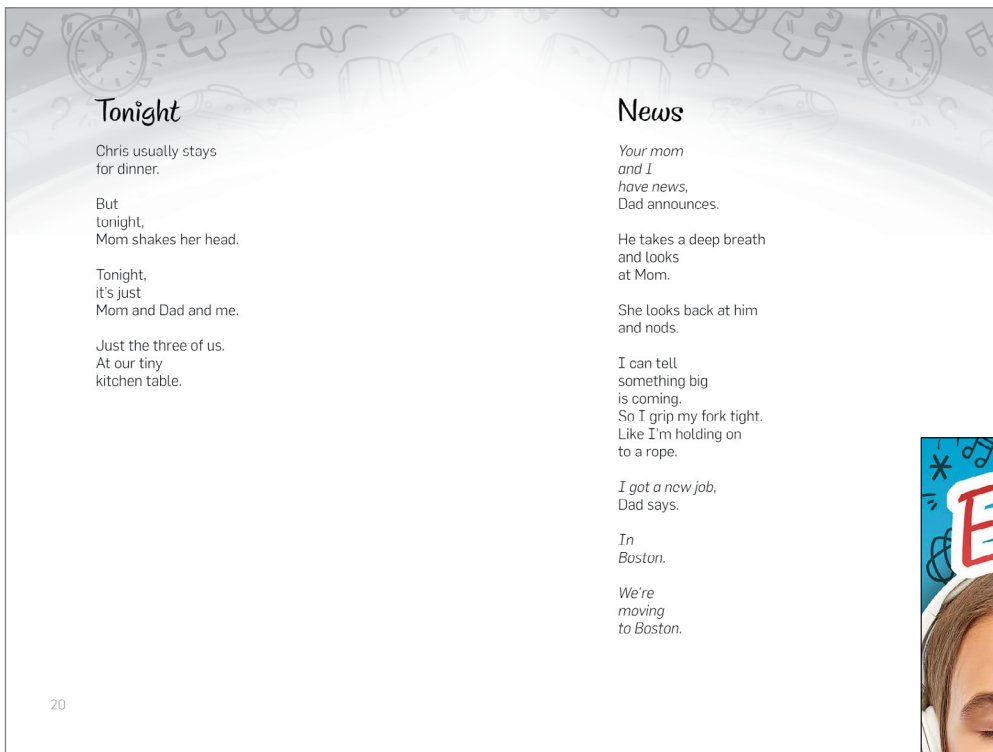 Tonight
Chris usually stays
for dinner.
But
tonight,
Mom shakes her head.
Tonight,
it's just
Mom and Dad and me.
Just the three of us.
At our tiny
kitchen table.
20
News
Your mom
and I
have news,
Dad announces.
He takes a deep breath
and looks
at Mom.
She looks back at him
and nods.
I can tell
something big
is coming.
So I grip my fork tight.
Like I'm holding on
to a rope.
I got a new job,
Dad says.
In
Boston.
We're
moving
to Boston.